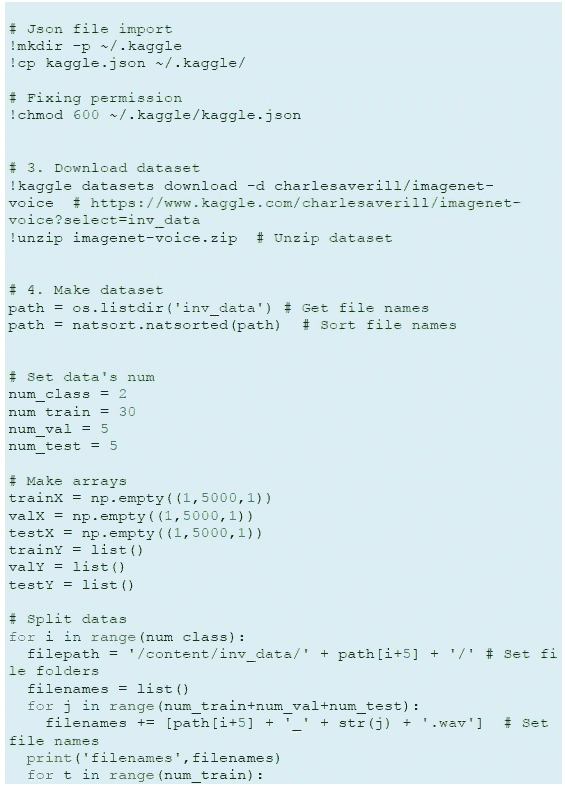 # Json file import
!mkdir -p ~/.kaggle
!cp kaggle.json ~/.kaggle/
# Fixing permission
!chmod 600 ~/.kaggle/kaggle.json
# 3. Download dataset
!kaggle datasets download -d charlesaverill/imagenet-
voice  # https://www.kaggle.com/charlesaverill/imagenet-
voice?select=inv_data
!unzip imagenet-voice.zip  # Unzip dataset
# 4. Make dataset
path = os.listdir('inv_data') # Get file names
path = natsort.natsorted(path)  # Sort file names
# Set data's num
num_class = 2
num train = 30
num_val = 5
num_test = 5
# Make arrays
trainX = np.empty((1,5000,1))
valX = np.empty((1,5000,1))
testX = np.empty((1,5000,1))
trainY = list()
valY = list()
testY = list()
# Split datas
for i in range(num class):
  filepath = '/content/inv_data/' + path[i+5] + '/' # Set fi
le folders
  filenames = list()
  for j in range(num_train+num_val+num_test):
    filenames += [path[i+5] + '_' + str(j) + '.wav']  # Set
file names
  print('filenames',filenames)
  for t in range(num_train):